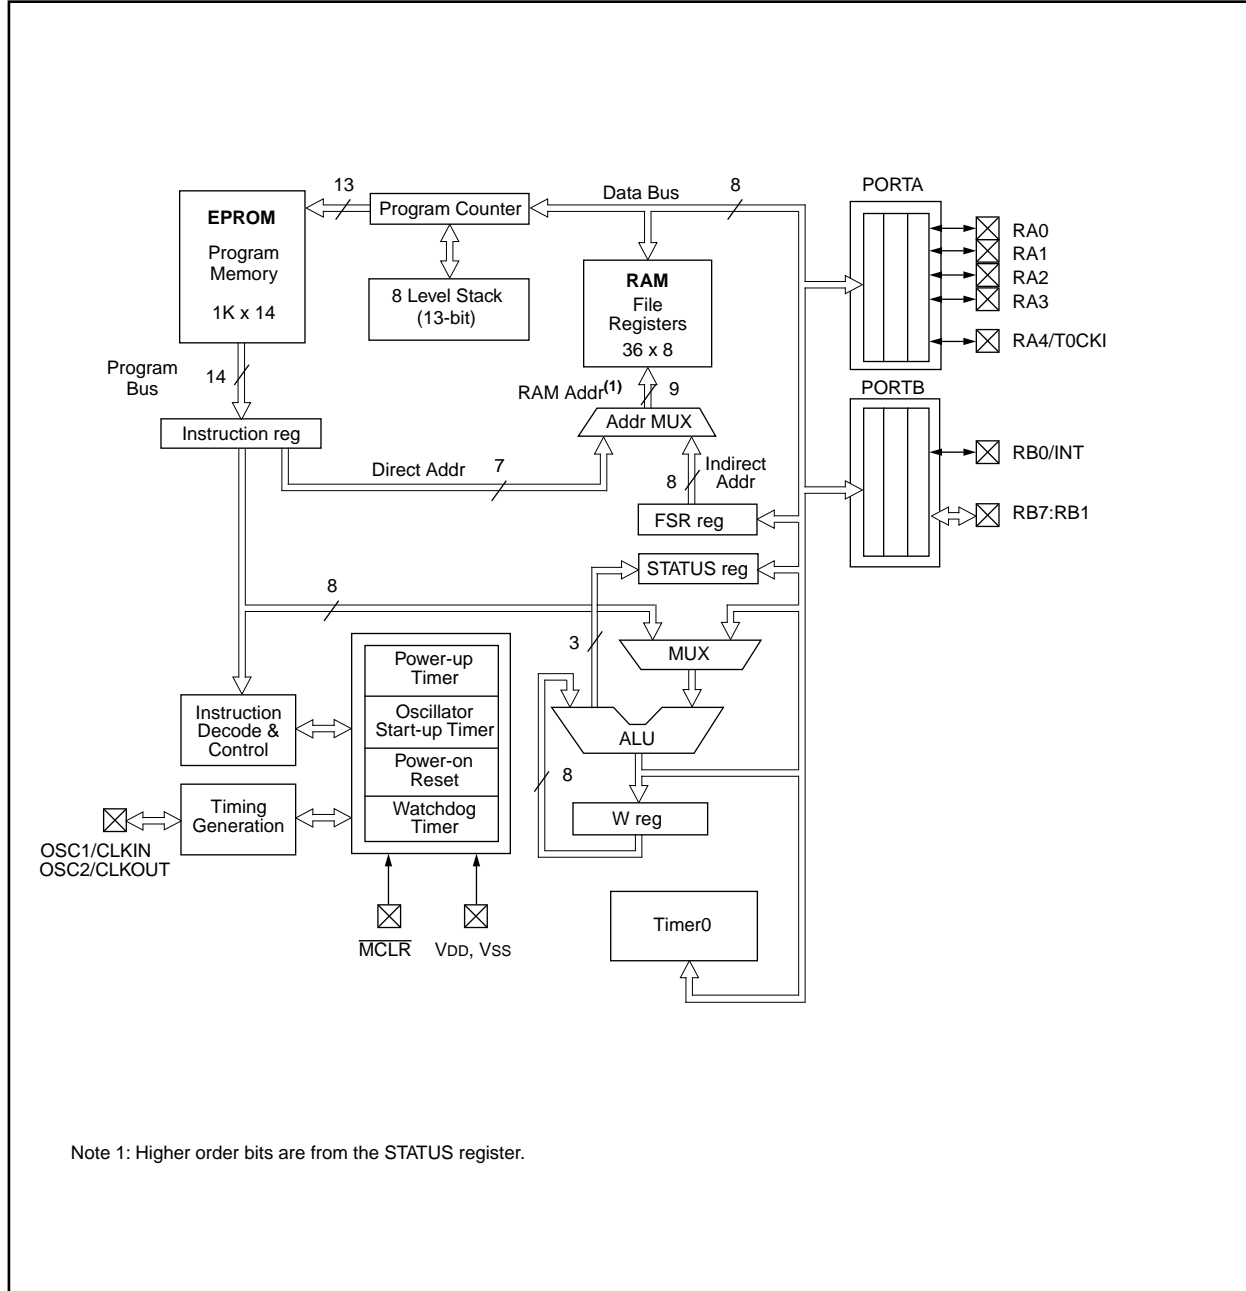 13
Data Bus
8
PORTA
EPROM
Program
Memory
1K x 14
Program Counter
8 Level Stack
(13-bit)
RAM
File
Registers
36 x 8
RA0
RA1
RA2
RA3
RA4/T0CKI
Program
Bus
14
RAM Addr(1)
9
PORTB
Addr MUX
Instruction reg
Direct Addr
7
Indirect
Addr
8
RB0/INT
FSR reg
RB7:RB1
STATUS reg
8
3
MUX
Power-up
Timer
Instruction
Decode &
Control
Oscillator
Start-up Timer
ALU
Power-on
Reset
8
Timing
Generation
Watchdog
Timer
W reg
OSC1/CLKIN
OSC2/CLKOUT
MCLR
VDD, VSS
Timer0
Note 1: Higher order bits are from the STATUS register.